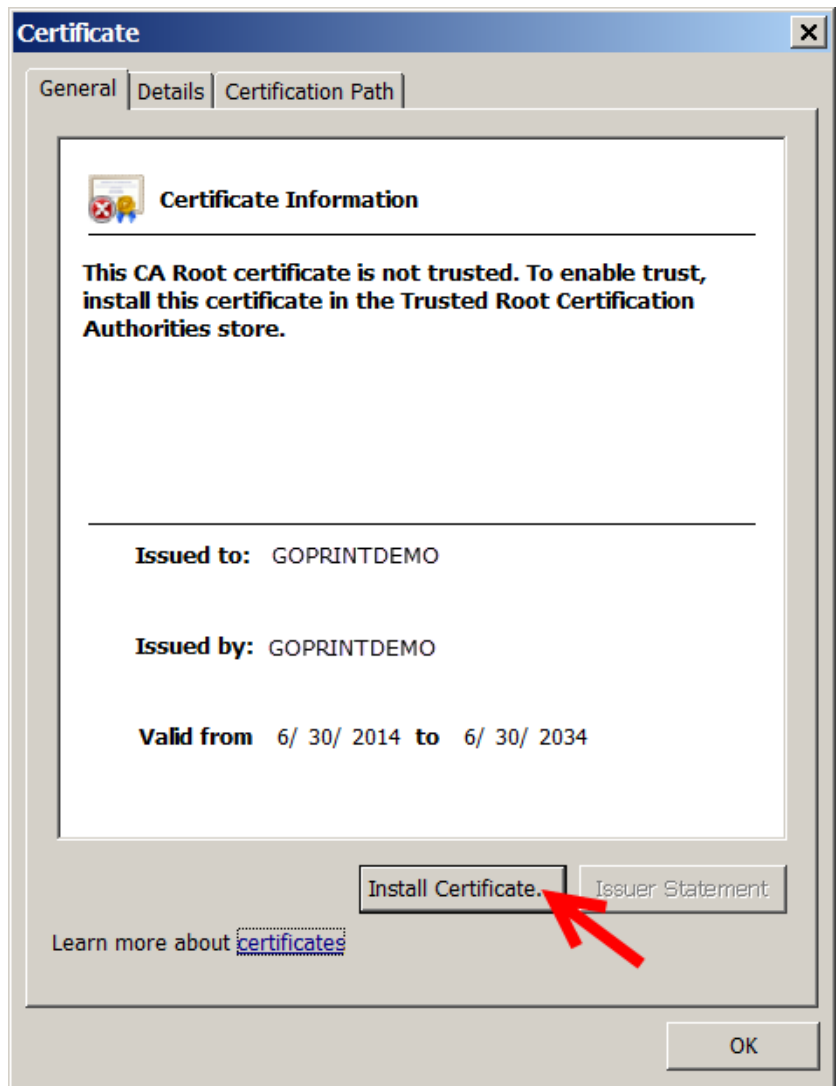 Certificate
General Details Certification Path
Certificate Information
This CA Root certificate is not trusted. To enable trust,
install this certificate in the Trusted Root Certification
Authorities store.
Issued to: GOPRINTDEMO
Issued by: GOPRINTDEMO
Valid from 6/ 30/ 2014 to 6/ 30/ 2034
Install Certificate... Issuer Statement
Learn more about certificates
OK